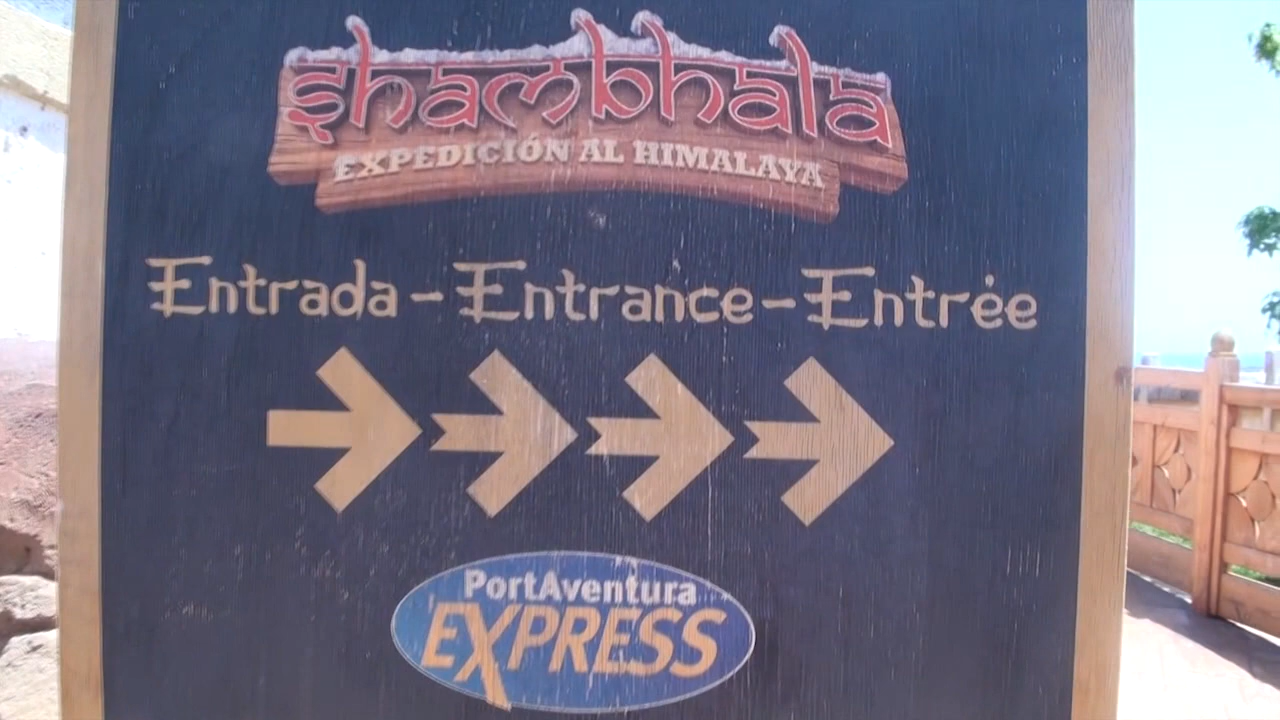 shambhala
EXPEDICIÓN AL HIMALAYA
Entrada - Entrance - Entrée
PortAventura
EXPRESS